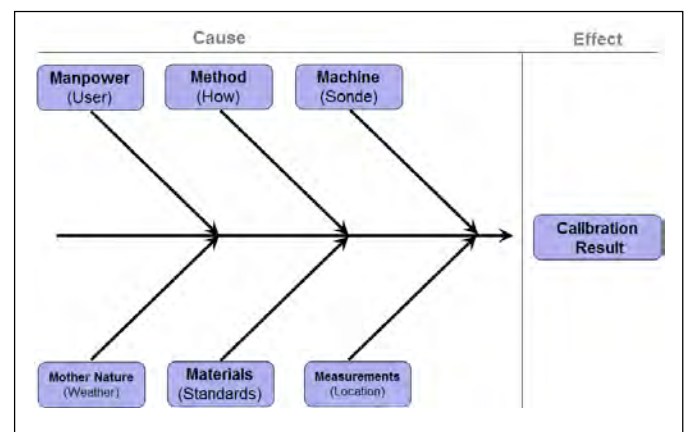 Cause
Effect
Manpower
(User)
Method
(How)
Machine
(Sonde)
Calibration
Result
Mother Nature
(Weather)
Materials
(Standards)
Measurements
(Location)